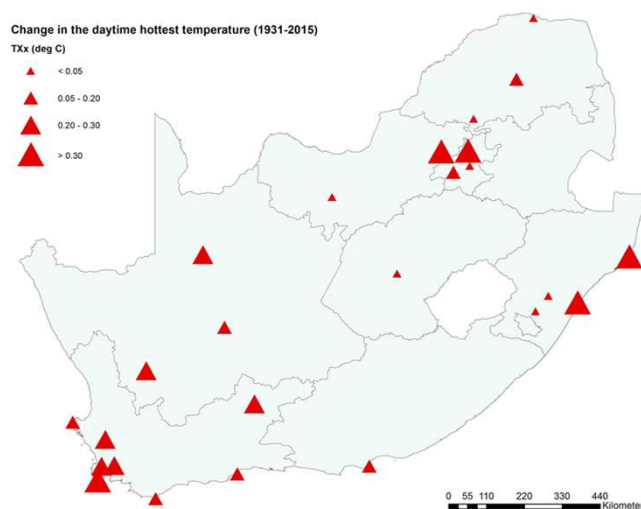 Change in the daytime hottest temperature (1931-2015)
TXx (deg C)
< 0.05
0.05 - 0.20
0.20 - 0.30
> 0.30
0 55 110 220 330 440
Kilometer